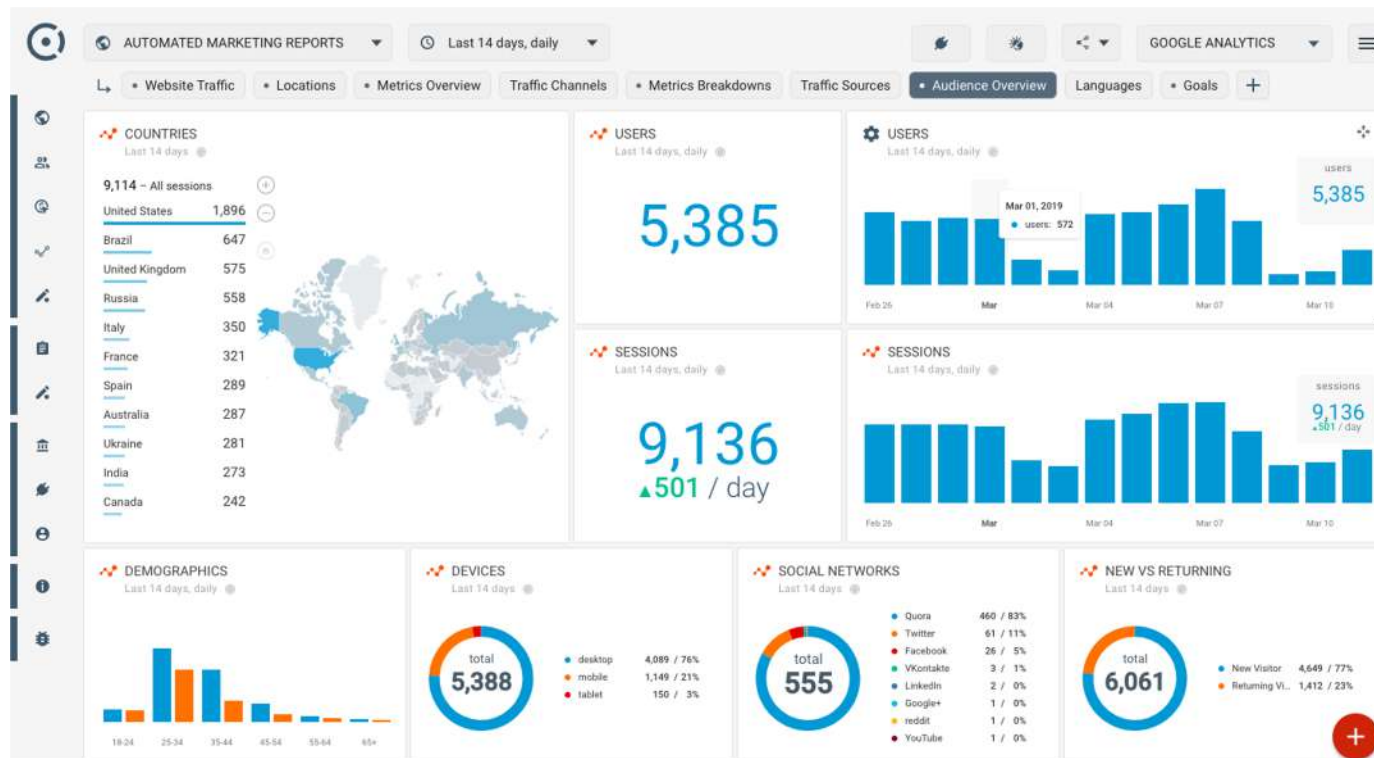 AUTOMATED MARKETING REPORTS
Last 14 days, daily
GOOGLE ANALYTICS
• Website Traffic
• Locations
• Metrics Overview
Traffic Channels
• Metrics Breakdowns
Traffic Sources
• Audience Overview
Languages
• Goals
COUNTRIES
Last 14 days
9,114 – All sessions
United States 1,896
Brazil 647
United Kingdom 575
Russia 558
Italy 350
France 321
Spain 289
Australia 287
Ukraine 281
India 273
Canada 242
USERS
Last 14 days, daily
5,385
USERS
Last 14 days, daily
users
5,385
Mar 01, 2019
users: 572
Feb 26 Mar Mar 04 Mar 07 Mar 10
SESSIONS
Last 14 days, daily
9,136
▲501 / day
SESSIONS
Last 14 days, daily
sessions
9,136
▲501 / day
Feb 26 Mar Mar 04 Mar 07 Mar 10
DEMOGRAPHICS
Last 14 days, daily
18-24 25-34 35-44 45-54 55-64 65+
DEVICES
Last 14 days
total
5,388
desktop 4,089 / 76%
mobile 1,149 / 21%
tablet 150 / 3%
SOCIAL NETWORKS
Last 14 days
total
555
Quora 460 / 83%
Twitter 61 / 11%
Facebook 26 / 5%
VKontakte 3 / 1%
LinkedIn 2 / 0%
Google+ 1 / 0%
reddit 1 / 0%
YouTube 1 / 0%
NEW VS RETURNING
Last 14 days
total
6,061
New Visitor 4,649 / 77%
Returning Vi... 1,412 / 23%